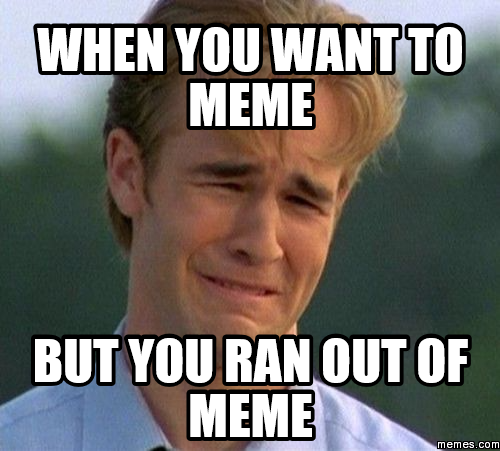 WHEN YOU WANT TO
MEME
BUT YOU RAN OUT OF
MEME
memes.com